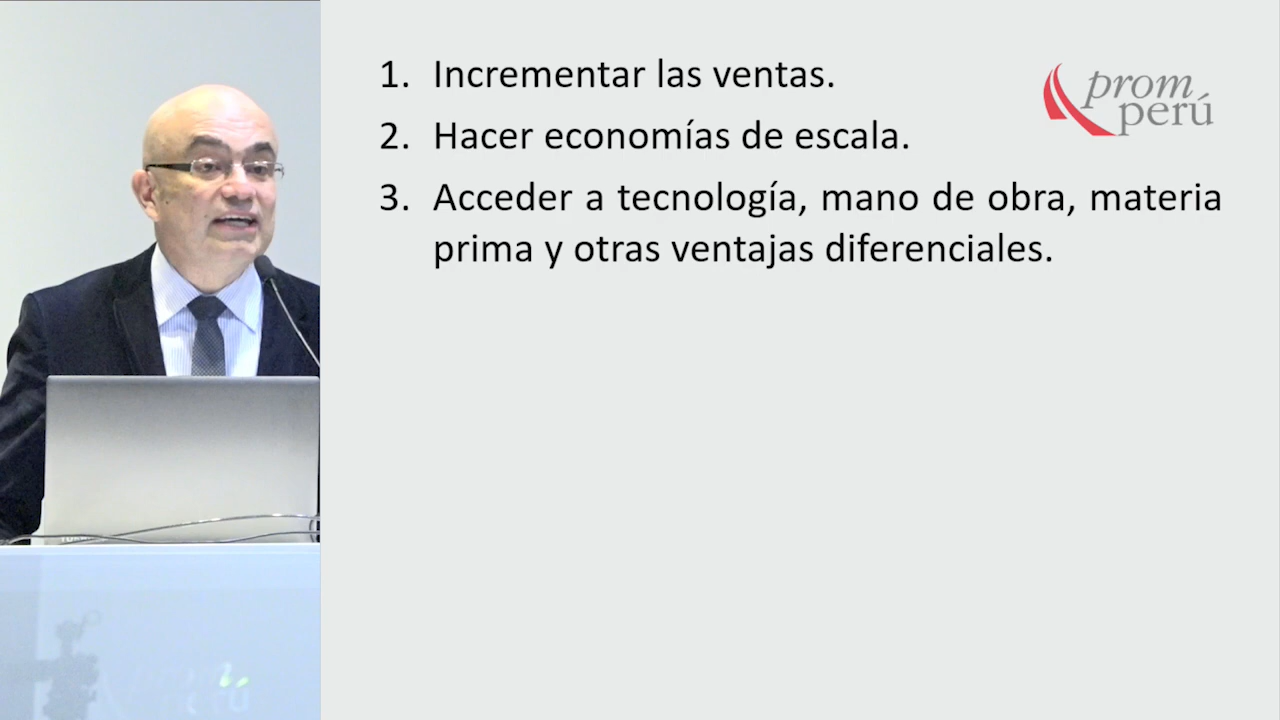 1. Incrementar las ventas.
2. Hacer economías de escala.
3. Acceder a tecnología, mano de obra, materia
prima y otras ventajas diferenciales.
prom
perú